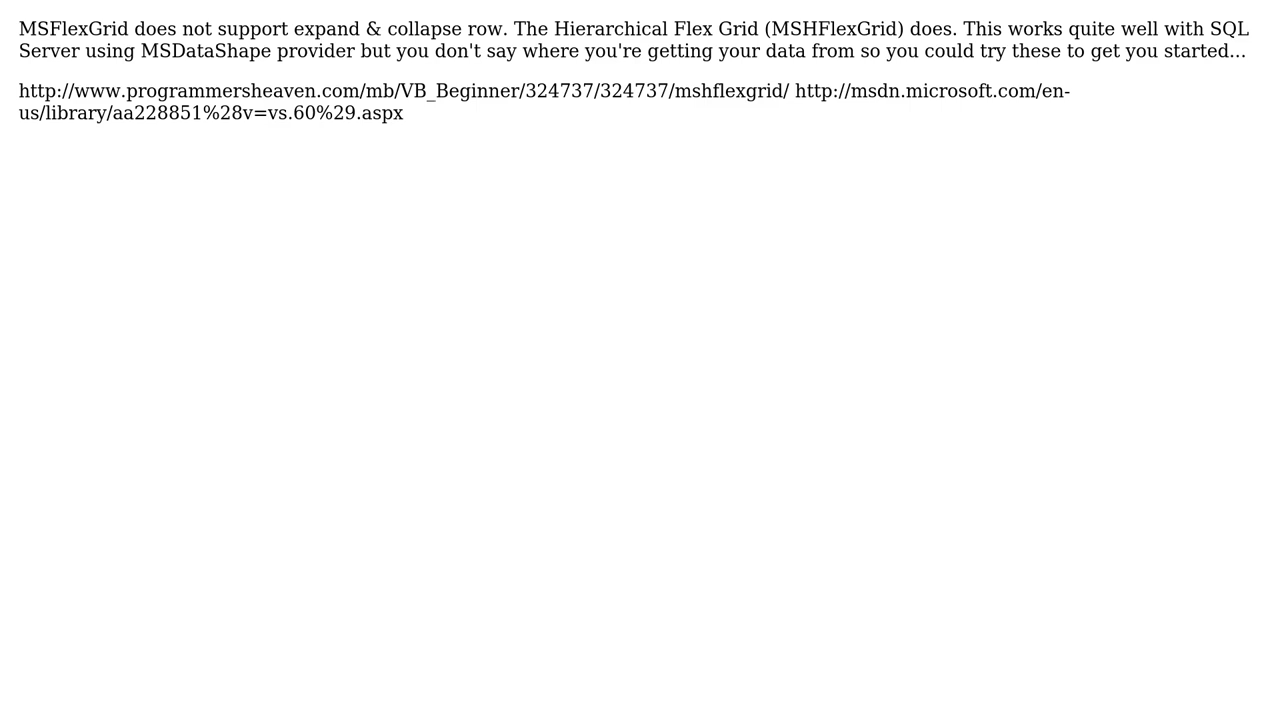 MSFlexGrid does not support expand & collapse row. The Hierarchical Flex Grid (MSHFlexGrid) does. This works quite well with SQL
Server using MSDataShape provider but you don't say where you're getting your data from so you could try these to get you started...
http://www.programmersheaven.com/mb/VB_Beginner/324737/324737/mshflexgrid/ http://msdn.microsoft.com/en-
us/library/aa228851%28v=vs.60%29.aspx